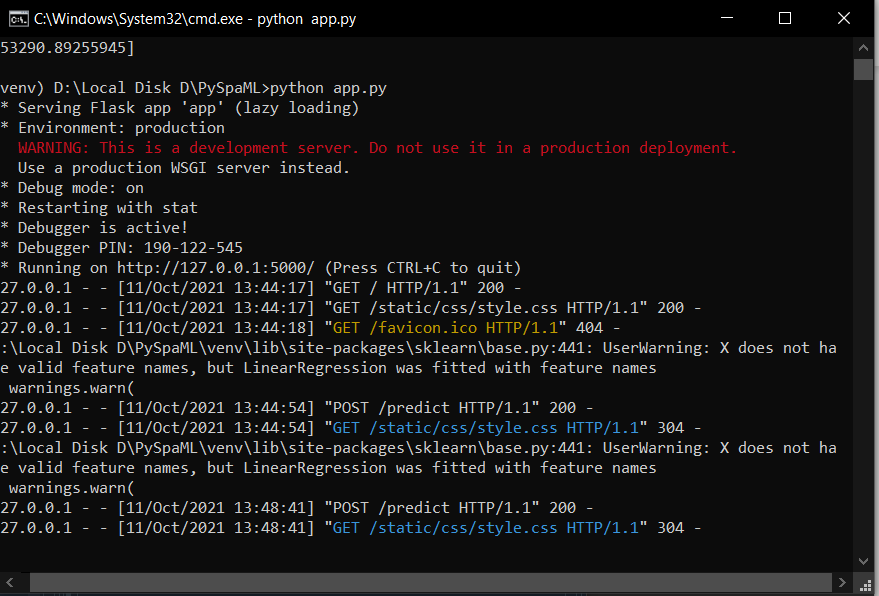 C:\Windows\System32\cmd.exe - python  app.py
53290.89255945]
venv) D:\Local Disk D\PySpaML>python app.py
* Serving Flask app 'app' (lazy loading)
* Environment: production
WARNING: This is a development server. Do not use it in a production deployment.
Use a production WSGI server instead.
* Debug mode: on
* Restarting with stat
* Debugger is active!
* Debugger PIN: 190-122-545
* Running on http://127.0.0.1:5000/ (Press CTRL+C to quit)
27.0.0.1 - - [11/Oct/2021 13:44:17] "GET / HTTP/1.1" 200 -
27.0.0.1 - - [11/Oct/2021 13:44:17] "GET /static/css/style.css HTTP/1.1" 200 -
27.0.0.1 - - [11/Oct/2021 13:44:18] "GET /favicon.ico HTTP/1.1" 404 -
:\Local Disk D\PySpaML\venv\lib\site-packages\sklearn\base.py:441: UserWarning: X does not ha
e valid feature names, but LinearRegression was fitted with feature names
warnings.warn(
27.0.0.1 - - [11/Oct/2021 13:44:54] "POST /predict HTTP/1.1" 200 -
27.0.0.1 - - [11/Oct/2021 13:44:54] "GET /static/css/style.css HTTP/1.1" 304 -
:\Local Disk D\PySpaML\venv\lib\site-packages\sklearn\base.py:441: UserWarning: X does not ha
e valid feature names, but LinearRegression was fitted with feature names
warnings.warn(
27.0.0.1 - - [11/Oct/2021 13:48:41] "POST /predict HTTP/1.1" 200 -
27.0.0.1 - - [11/Oct/2021 13:48:41] "GET /static/css/style.css HTTP/1.1" 304 -